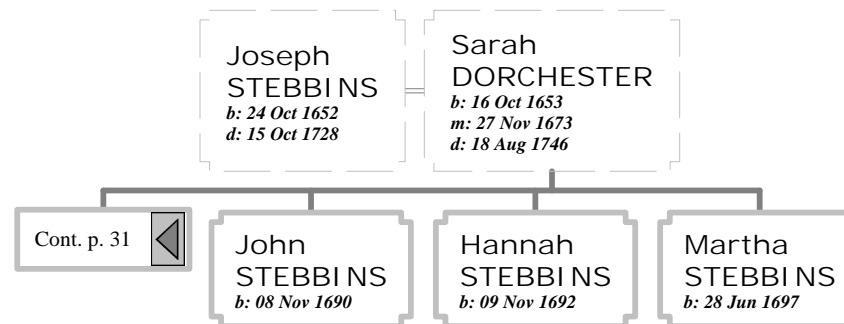 Joseph
STEBBINS
b: 24 Oct 1652
d: 15 Oct 1728
Sarah
DORCHESTER
b: 16 Oct 1653
m: 27 Nov 1673
d: 18 Aug 1746
Cont. p. 31
John
STEBBINS
b: 08 Nov 1690
Hannah
STEBBINS
b: 09 Nov 1692
Martha
STEBBINS
b: 28 Jun 1697